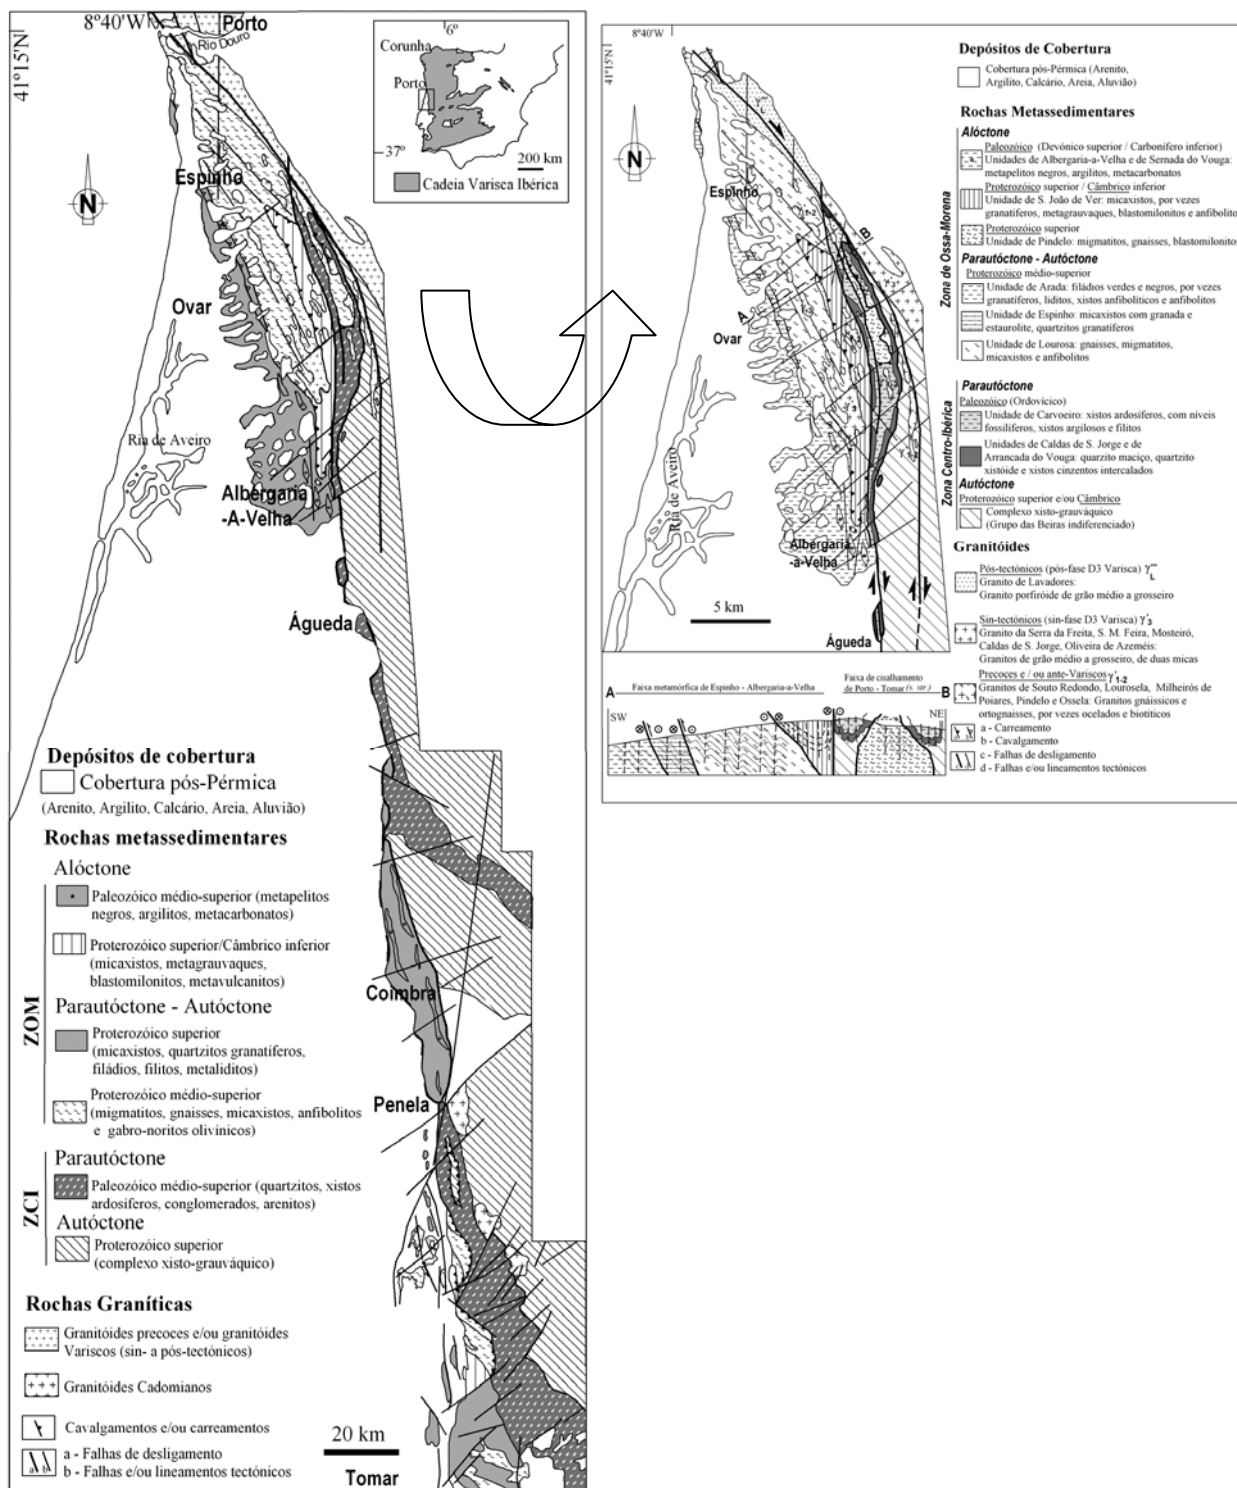 8º40'W
Porto
Rio Douro
41º15'N
N
Espinho
Ovar
Ria de Aveiro
Albergaria
-A-Velha
Águeda
Coimbra
Penela
Tomar
20 km
6º
Corunha
Porto
37º
200 km
Cadeia Varisca Ibérica
Depósitos de cobertura
Cobertura pós-Pérmica
(Arenito, Argilito, Calcário, Areia, Aluvião)
Rochas metassedimentares
ZOM
Alóctone
Paleozóico médio-superior (metapelitos
negros, argilitos, metacarbonatos)
Proterozóico superior/Câmbrico inferior
(micaxistos, metagrauvaques,
blastomilonitos, metavulcanitos)
Parautóctone - Autóctone
Proterozóico superior
(micaxistos, quartzitos granatíferos,
filádios, filitos, metaliditos)
Proterozóico médio-superior
(migmatitos, gnaisses, micaxistos, anfibolitos
e gabro-noritos olivínicos)
ZCI
Parautóctone
Paleozóico médio-superior (quartzitos, xistos
ardosíferos, conglomerados, arenitos)
Autóctone
Proterozóico superior
(complexo xisto-grauváquico)
Rochas Graníticas
Granitóides precoces e/ou granitóides
Variscos (sin- a pós-tectónicos)
Granitóides Cadomianos
Cavalgamentos e/ou carreamentos
a b
a - Falhas de desligamento
b - Falhas e/ou lineamentos tectónicos
8º40'W
41º15'N
N
Espinho
Ovar
A
B
Ria de Aveiro
Albergaria
-a-Velha
Águeda
5 km
A
Faixa metamórfica de Espinho - Albergaria-a-Velha
Faixa de cisalhamento
de Porto - Tomar (s. str.)
B
SW
NE
Depósitos de Cobertura
Cobertura pós-Pérmica (Arenito,
Argilito, Calcário, Areia, Aluvião)
Rochas Metassedimentares
Zona de Ossa-Morena
Alóctone
Paleozóico (Devónico superior / Carbonífero inferior)
Unidades de Albergaria-a-Velha e de Sernada do Vouga:
metapelitos negros, argilitos, metacarbonatos
Proterozóico superior / Câmbrico inferior
Unidade de S. João de Ver: micaxistos, por vezes
granatíferos, metagrauvaques, blastomilonitos e anfibolito
Proterozóico superior
Unidade de Pindelo: migmatitos, gnaisses, blastomilonitos
Parautóctone - Autóctone
Proterozóico médio-superior
Unidade de Arada: filádios verdes e negros, por vezes
granatíferos, liditos, xistos anfibolíticos e anfibolitos
Unidade de Espinho: micaxistos com granada e
estaurolite, quartzitos granatíferos
Unidade de Lourosa: gnaisses, migmatitos,
micaxistos e anfibolitos
Zona Centro-Ibérica
Parautóctone
Paleozóico (Ordovícico)
Unidade de Carvoeiro: xistos ardosíferos, com níveis
fossilíferos, xistos argilosos e filitos
Unidades de Caldas de S. Jorge e de
Arrancada do Vouga: quarzito maciço, quartzito
xistóide e xistos cinzentos intercalados
Autóctone
Proterozóico superior e/ou Câmbrico
Complexo xisto-grauváquico
(Grupo das Beiras indiferenciado)
Granitóides
Pós-tectónicos (pós-fase D3 Varisca) γ'''L
Granito de Lavadores:
Granito porfiróide de grão médio a grosseiro
Sin-tectónicos (sin-fase D3 Varisca) γ'3
Granito da Serra da Freita, S. M. Feira, Mosteiró,
Caldas de S. Jorge, Oliveira de Azeméis:
Granitos de grão médio a grosseiro, de duas micas
Precoces e / ou ante-Variscos γ'1-2
Granitos de Souto Redondo, Lourosela, Milheirós de
Poiares, Pindelo e Ossela: Granitos gnáissicos e
ortognaisses, por vezes ocelados e biotíticos
a - Carreamento
b - Cavalgamento
c - Falhas de desligamento
d - Falhas e/ou lineamentos tectónicos